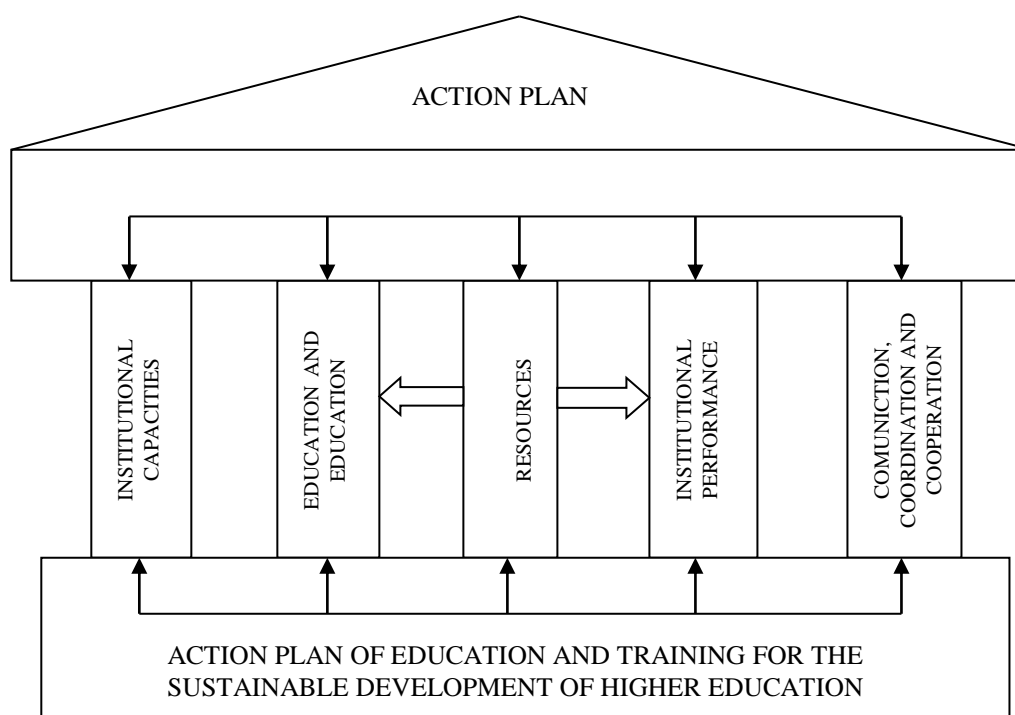 ACTION PLAN
INSTITUTIONAL
CAPACITIES
EDUCATION AND
EDUCATION
RESOURCES
INSTITUTIONAL
PERFORMANCE
COMUNICTION,
COORDINATION AND
COOPERATION
ACTION PLAN OF EDUCATION AND TRAINING FOR THE
SUSTAINABLE DEVELOPMENT OF HIGHER EDUCATION